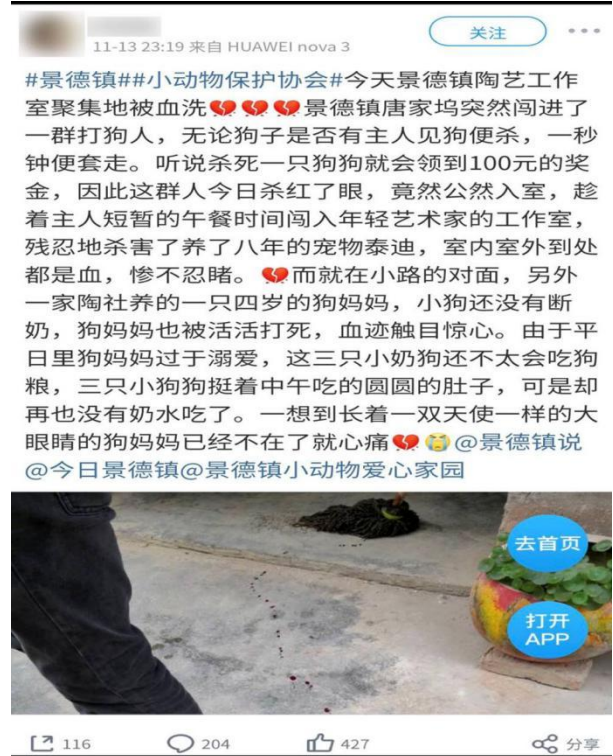 关注
11-13 23:19 来自 HUAWEI nova 3
#景德镇##小动物保护协会#今天景德镇陶艺工作
室聚集地被血洗💔💔💔景德镇唐家坞突然闯进了
一群打狗人，无论狗子是否有主人见狗便杀，一秒
钟便套走。听说杀死一只狗狗就会领到100元的奖
金，因此这群人今日杀红了眼，竟然公然入室，趁
着主人短暂的午餐时间闯入年轻艺术家的工作室，
残忍地杀害了养了八年的宠物泰迪，室内室外到处
都是血，惨不忍睹。💔而就在小路的对面，另外
一家陶社养的一只四岁的狗妈妈，小狗还没有断
奶，狗妈妈也被活活打死，血迹触目惊心。由于平
日里狗妈妈过于溺爱，这三只小奶狗还不太会吃狗
粮，三只小狗狗挺着中午吃的圆圆的肚子，可是却
再也没有奶水吃了。一想到长着一双天使一样的大
眼睛的狗妈妈已经不在了就心痛💔😭@景德镇说
@今日景德镇@景德镇小动物爱心家园
去首页
打开
APP
116
204
427
分享